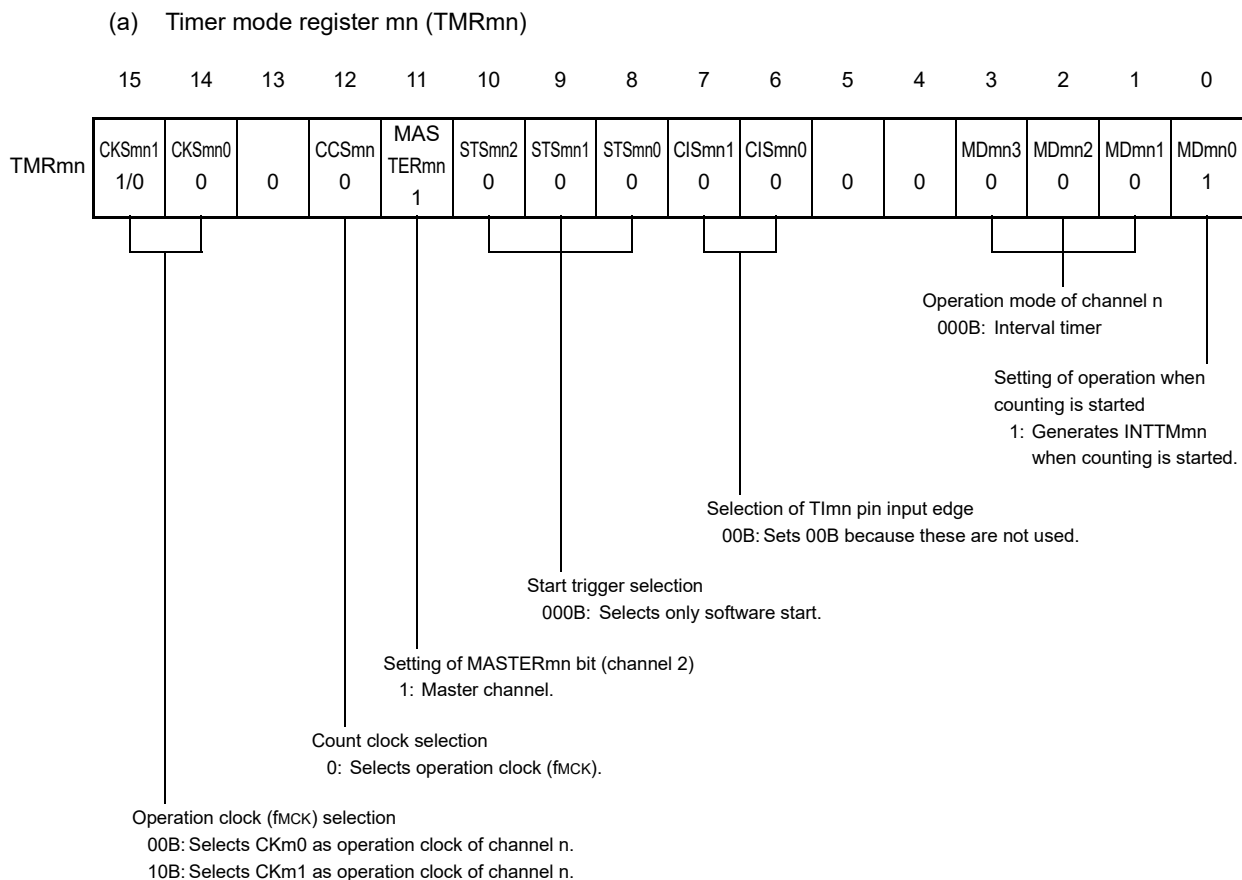 (a) Timer mode register mn (TMRmn)
15 14 13 12 11 10 9 8 7 6 5 4 3 2 1 0
TMRmn
CKSmn1 CKSmn0 CCSmn MAS TERmn STSmn2 STSmn1 STSmn0 CISmn1 CISmn0 MDmn3 MDmn2 MDmn1 MDmn0
1/0 0 0 0 1 0 0 0 0 0 0 0 0 0 0 1
Operation mode of channel n
000B: Interval timer
Setting of operation when
counting is started
1: Generates INTTMmn
when counting is started.
Selection of TImn pin input edge
00B: Sets 00B because these are not used.
Start trigger selection
000B: Selects only software start.
Setting of MASTERmn bit (channel 2)
1: Master channel.
Count clock selection
0: Selects operation clock (fMCK).
Operation clock (fMCK) selection
00B: Selects CKm0 as operation clock of channel n.
10B: Selects CKm1 as operation clock of channel n.